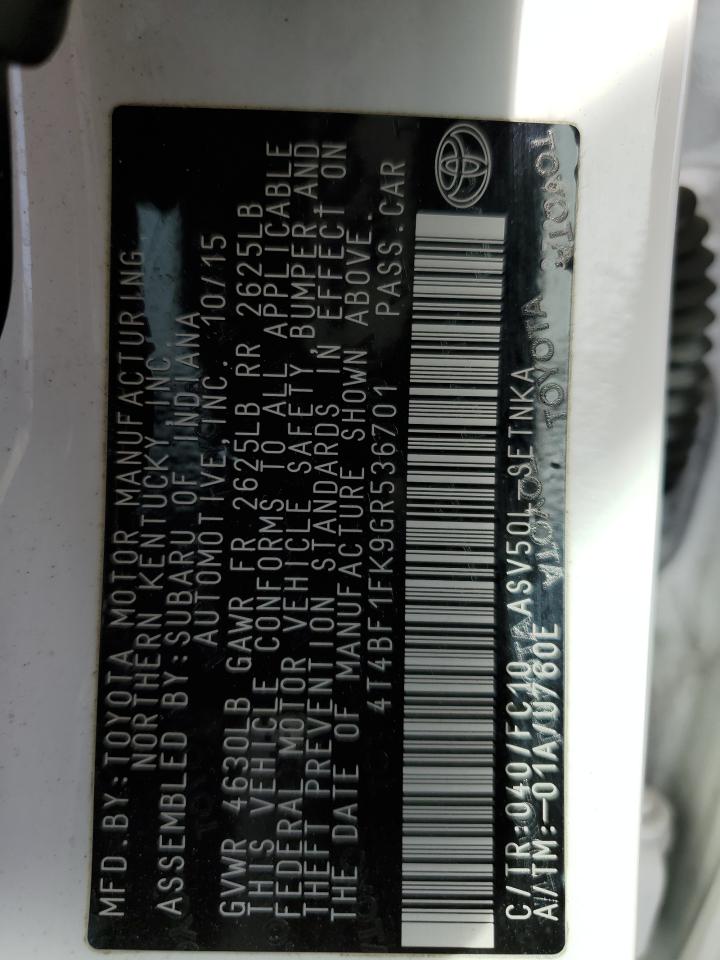 MFD.BY:TOYOTA MOTOR MANUFACTURING
NORTHERN KENTUCKY,INC
ASSEMBLED BY:SUBARU OF INDIANA
AUTOMOTIVE,INC. 10/15
GVWR 4630LB GAWR FR 2625LB RR 2625LB
THIS VEHICLE CONFORMS TO ALL APPLICABLE
FEDERAL MOTOR VEHICLE SAFETY,BUMPER,AND
THEFT PREVENTION STANDARDS IN EFFECT ON
THE DATE OF MANUFACTURE SHOWN ABOVE.
4T4BF1FK9GR536701 PASS.CAR
C/TR:040/FC10 ASV50L-SETNKA
A/TM:-01A/U760E
TOYOTA
TOYOTA
TOYOTA